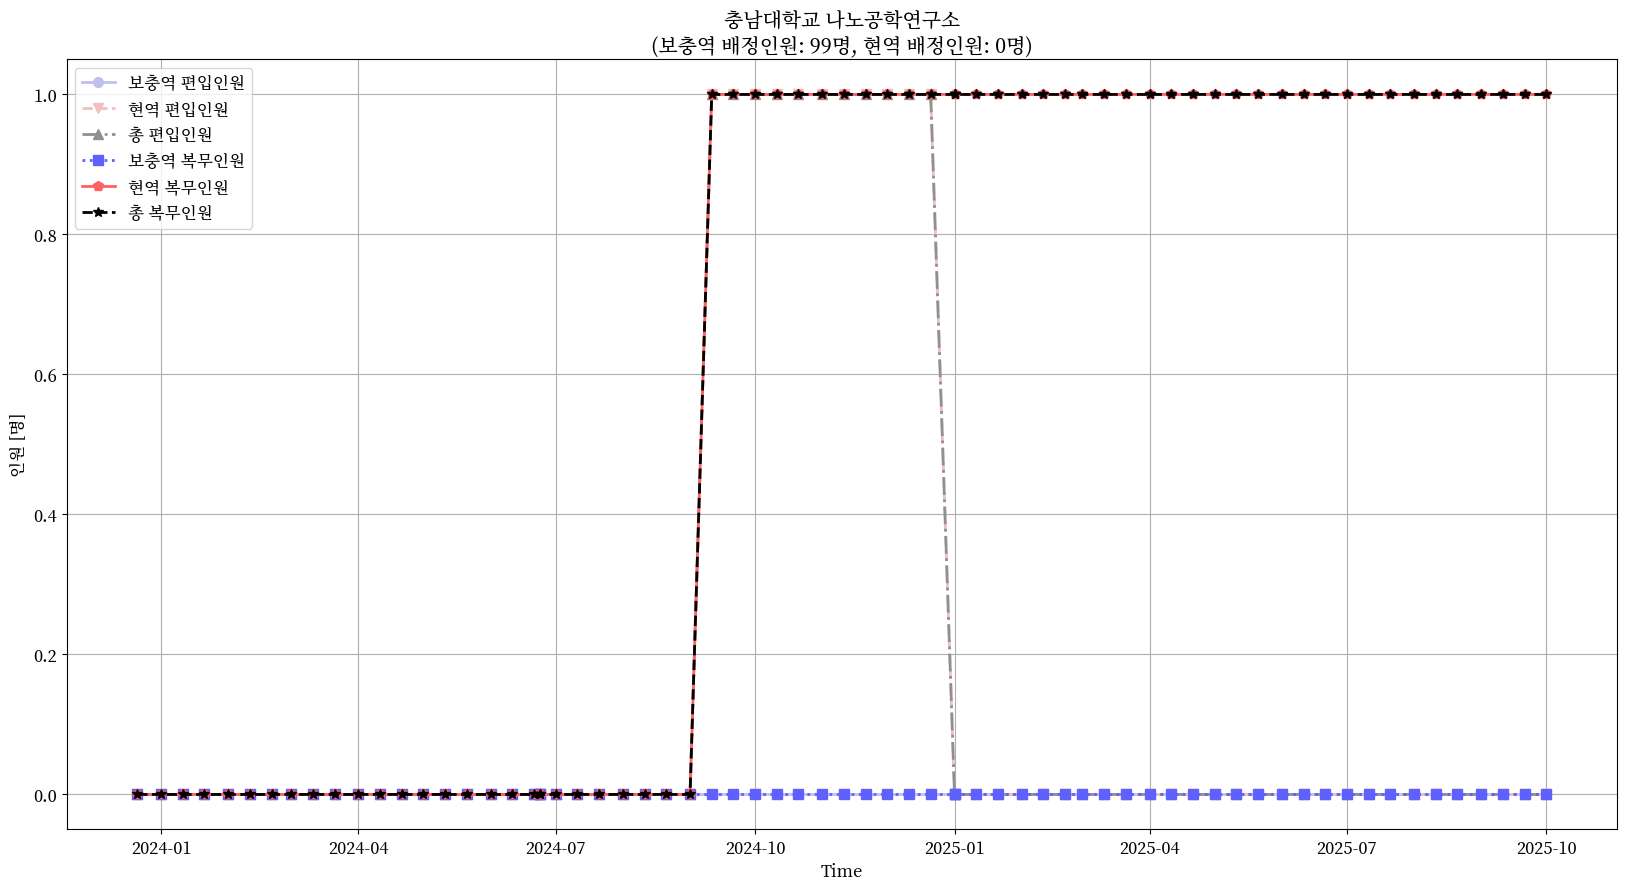 충남대학교 나노공학연구소
(보충역 배정인원: 99명, 현역 배정인원: 0명)
보충역 편입인원
현역 편입인원
총 편입인원
보충역 복무인원
현역 복무인원
총 복무인원
1.0
0.8
0.6
0.4
0.2
0.0
인원 [명]
2024-01
2024-04
2024-07
2024-10
2025-01
2025-04
2025-07
2025-10
Time